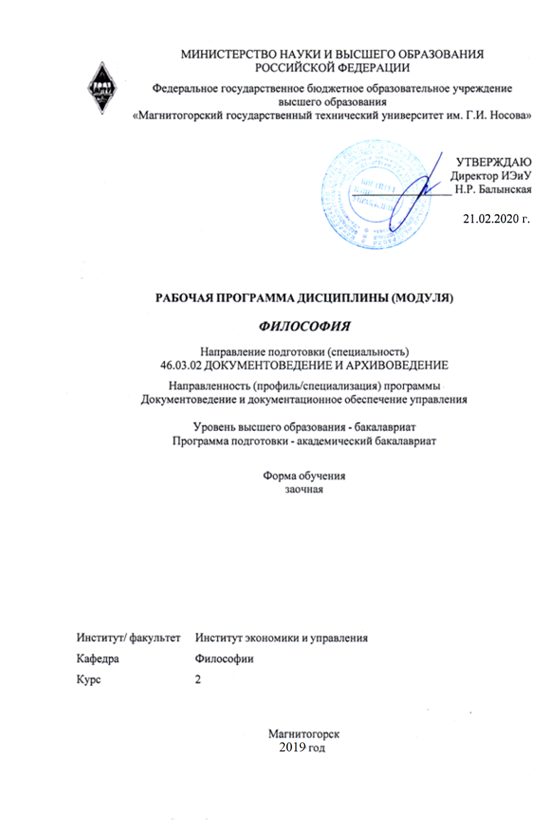 МИНИСТЕРСТВО НАУКИ И ВЫСШЕГО ОБРАЗОВАНИЯ
РОССИЙСКОЙ ФЕДЕРАЦИИ
Федеральное государственное бюджетное образовательное учреждение
высшего образования
«Магнитогорский государственный технический университет им. Г.И. Носова»
УТВЕРЖДАЮ
Директор ИЭиУ
Н.Р. Балынская
21.02.2020 г.
РАБОЧАЯ ПРОГРАММА ДИСЦИПЛИНЫ (МОДУЛЯ)
ФИЛОСОФИЯ
Направление подготовки (специальность)
46.03.02 ДОКУМЕНТОВЕДЕНИЕ И АРХИВОВЕДЕНИЕ
Направленность (профиль/специализация) программы
Документоведение и документационное обеспечение управления
Уровень высшего образования - бакалавриат
Программа подготовки - академический бакалавриат
Форма обучения
заочная
Институт/ факультет Институт экономики и управления
Кафедра Философии
Курс 2
Магнитогорск
2019 год